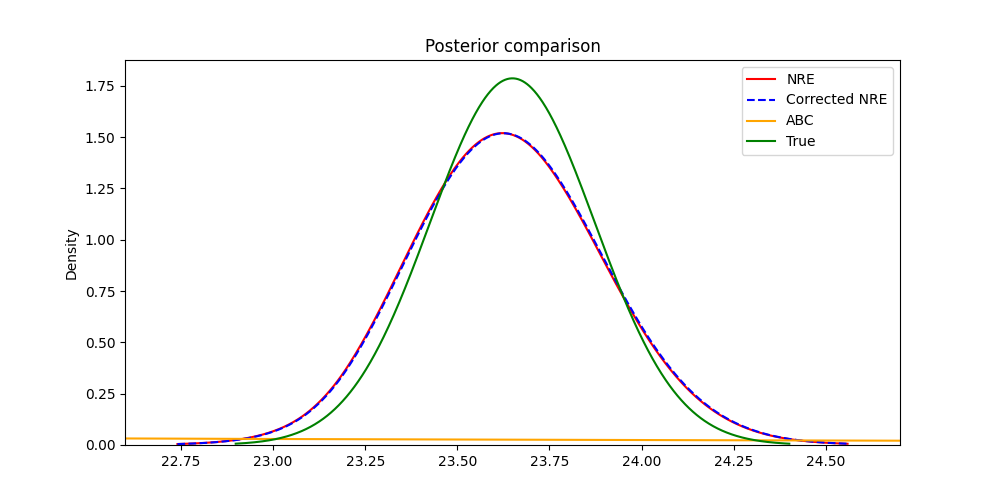 Posterior comparison
NRE
Corrected NRE
ABC
True
Density
1.75
1.50
1.25
1.00
0.75
0.50
0.25
0.00
22.75 23.00 23.25 23.50 23.75 24.00 24.25 24.50